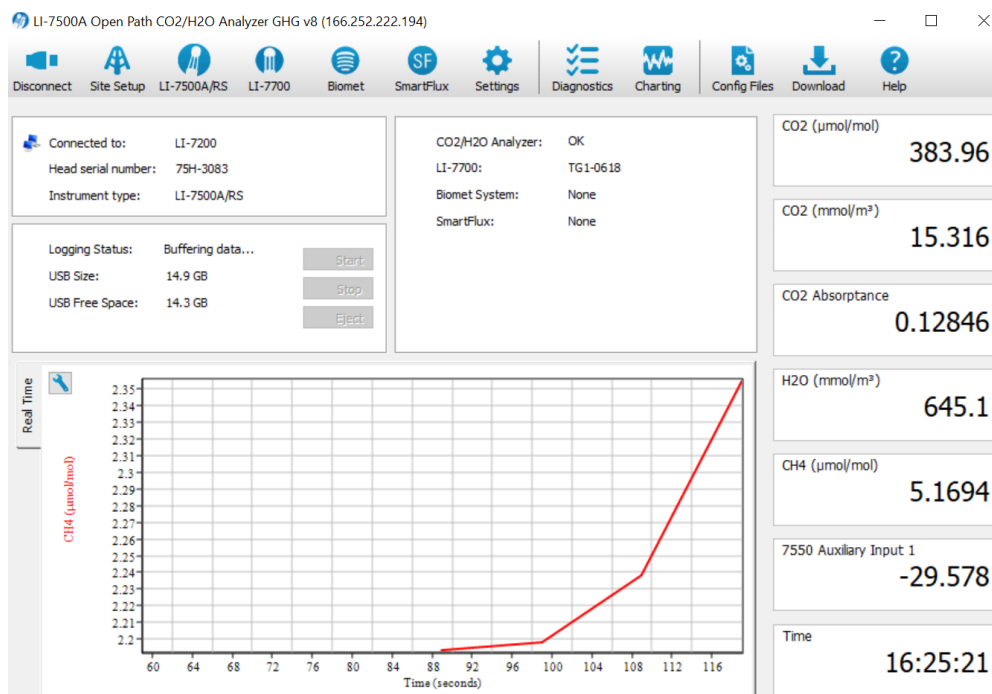 LI-7500A Open Path CO2/H2O Analyzer GHG v8 (166.252.222.194)
Disconnect Site Setup LI-7500A/RS LI-7700 Biomet SmartFlux Settings Diagnostics Charting Config Files Download Help
SF
?
Connected to: LI-7200
Head serial number: 75H-3083
Instrument type: LI-7500A/RS
Logging Status: Buffering data...
USB Size: 14.9 GB
USB Free Space: 14.3 GB
Start
Stop
Eject
CO2/H2O Analyzer: OK
LI-7700: TG1-0618
Biomet System: None
SmartFlux: None
CO2 (µmol/mol)
383.96
CO2 (mmol/m³)
15.316
CO2 Absorptance
0.12846
H2O (mmol/m³)
645.1
CH4 (µmol/mol)
5.1694
7550 Auxiliary Input 1
-29.578
Time
16:25:21
Real Time
CH4 (µmol/mol)
2.35
2.34
2.33
2.32
2.31
2.3
2.29
2.28
2.27
2.26
2.25
2.24
2.23
2.22
2.21
2.2
60 64 68 72 76 80 84 88 92 96 100 104 108 112 116
Time (seconds)